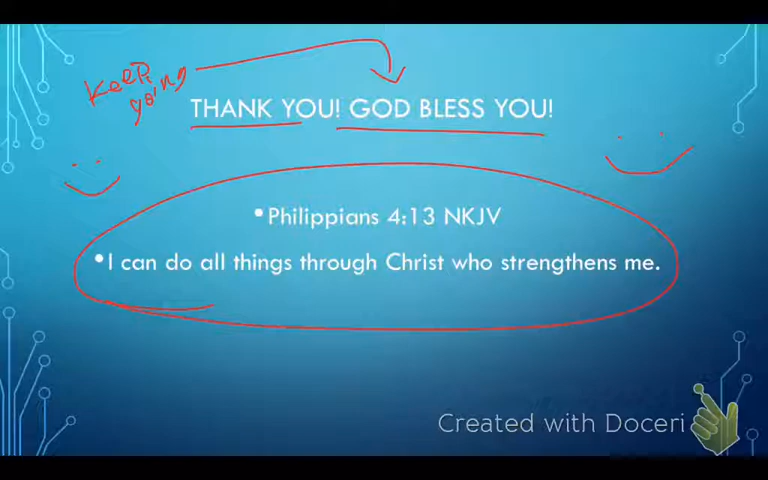 Keep
going
THANK YOU! GOD BLESS YOU!
•Philippians 4:13 NKJV
•I can do all things through Christ who strengthens me.
Created with Doceri